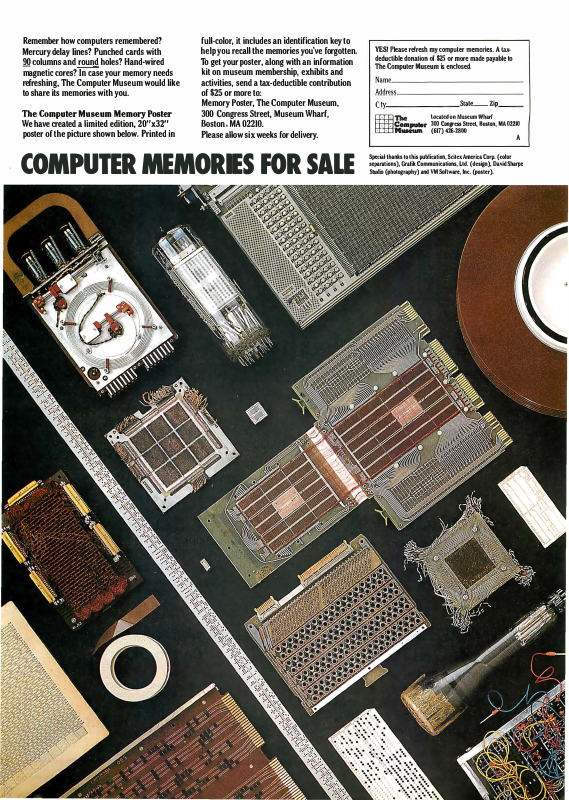 Remember how computers remembered?
Mercury delay lines? Punched cards with
90 columns and round holes? Hand-wired
magnetic cores? In case your memory needs
refreshing, The Computer Museum would like
to share its memories with you.
The Computer Museum Memory Poster
We have created a limited edition, 20"x32"
poster of the picture shown below. Printed in
full-color, it includes an identification key to
help you recall the memories you've forgotten.
To get your poster, along with an information
kit on museum membership, exhibits and
activities, send a tax-deductible contribution
of $25 or more to:
Memory Poster, The Computer Museum,
300 Congress Street, Museum Wharf,
Boston, MA 02210.
Please allow six weeks for delivery.
YES! Please refresh my computer memories. A tax-
deductible donation of $25 or more made payable to
The Computer Museum is enclosed.
Name
Address
City State Zip
The
Computer
Museum
Located on Museum Wharf
300 Congress Street, Boston, MA 02210
(617) 426-2800
A
COMPUTER MEMORIES FOR SALE
Special thanks to this publication, Scitex America Corp. (color
separations), Grafik Communications, Ltd. (design), David Sharpe
Studio (photography) and VM Software, Inc. (poster).